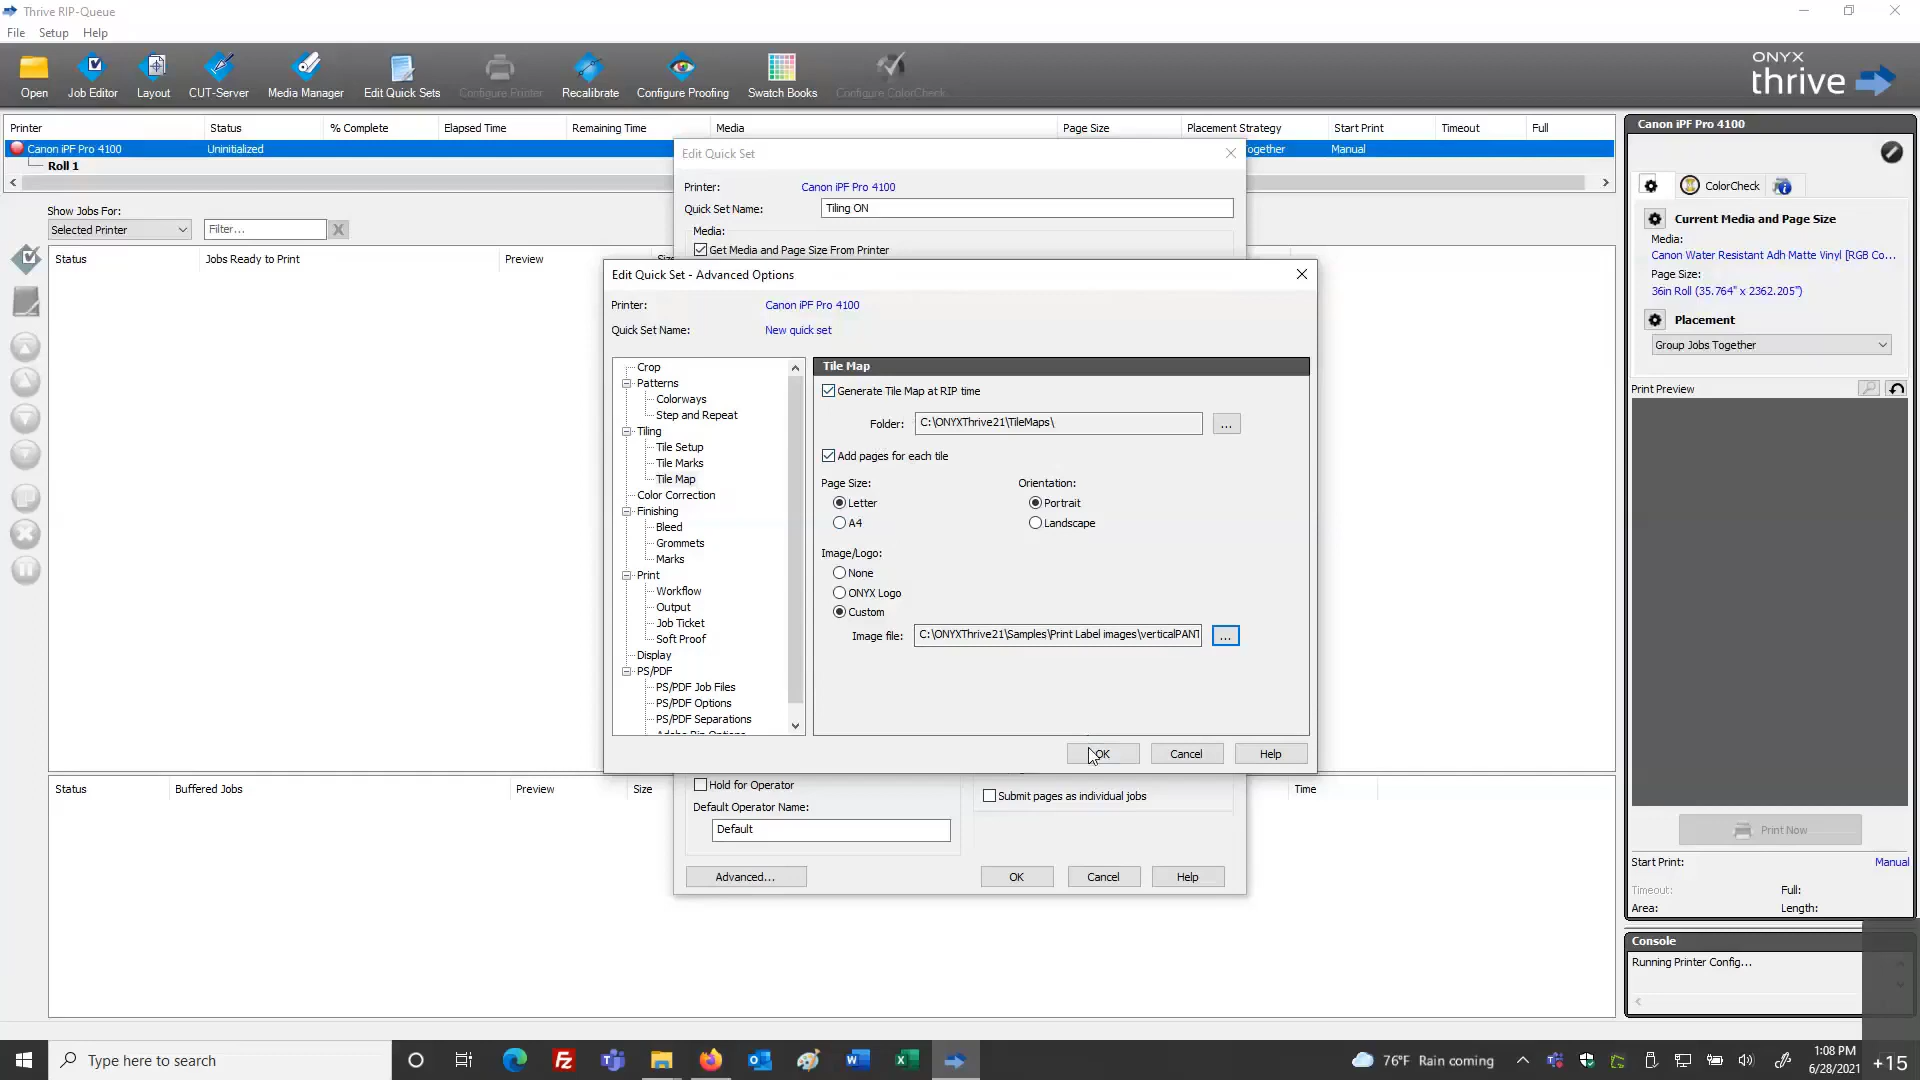 Thrive RIP-Queue
File Setup Help
Open Job Editor Layout CUT-Server Media Manager Edit Quick Sets Configure Printer Recalibrate Configure Proofing Swatch Books Configure ColorCheck
ONYX
thrive
Printer Status % Complete Elapsed Time Remaining Time Media Page Size Placement Strategy Start Print Timeout Full
Canon iPF Pro 4100 Uninitialized ogether Manual
Roll 1
Show Jobs For:
Selected Printer Filter... X
Status Jobs Ready to Print Preview
Edit Quick Set
Printer: Canon iPF Pro 4100
Quick Set Name: Tiling ON
Media:
Get Media and Page Size From Printer
Edit Quick Set - Advanced Options
Printer: Canon iPF Pro 4100
Quick Set Name: New quick set
Crop
Patterns
Colorways
Step and Repeat
Tiling
Tile Setup
Tile Marks
Tile Map
Color Correction
Finishing
Bleed
Grommets
Marks
Print
Workflow
Output
Job Ticket
Soft Proof
Display
PS/PDF
PS/PDF Job Files
PS/PDF Options
PS/PDF Separations
Tile Map
Generate Tile Map at RIP time
Folder: C:\ONYXThrive21\TileMaps\ ...
Add pages for each tile
Page Size: Orientation:
Letter Portrait
A4 Landscape
Image/Logo:
None
ONYX Logo
Custom
Image file: C:\ONYXThrive21\Samples\Print Label images\verticalPANT ...
OK Cancel Help
Hold for Operator
Submit pages as individual jobs
Default Operator Name:
Default
Advanced... OK Cancel Help
Status Buffered Jobs Preview Size Time
Canon iPF Pro 4100
ColorCheck
Current Media and Page Size
Media:
Canon Water Resistant Adh Matte Vinyl [RGB Co...
Page Size:
36in Roll (35.764" x 2362.205")
Placement
Group Jobs Together
Print Preview
Print Now
Start Print: Manual
Timeout: Full:
Area: Length:
Console
Running Printer Config...
Type here to search
76°F Rain coming
1:08 PM
6/28/2021
+15